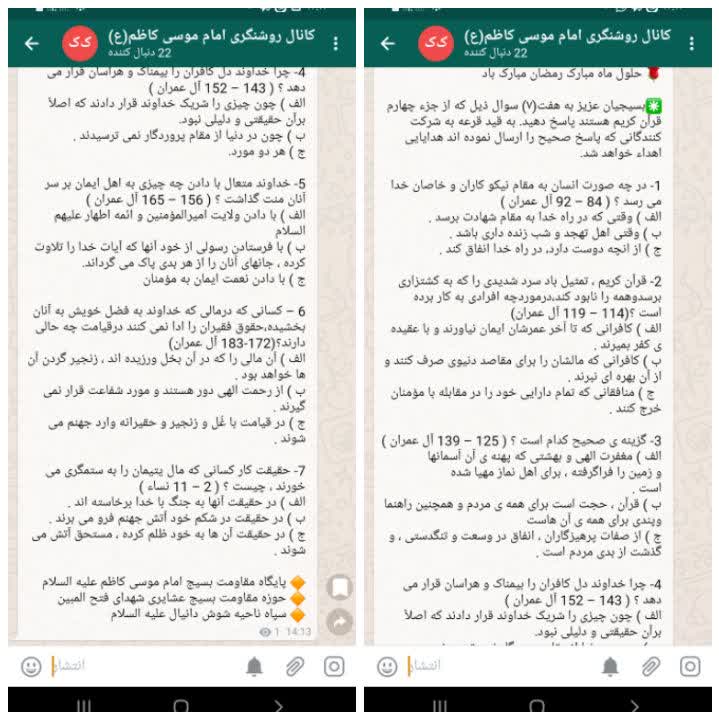 کانال روشنگری امام موسی کاظم(ع)
22 دنبال کننده
ک‌ک
حلول ماه مبارک رمضان مبارک باد
بسیجیان عزیز به هفت(۷) سوال ذیل که از جزء چهارم
قرآن کریم هستند پاسخ دهید. به قید قرعه به شرکت
کنندگانی که پاسخ صحیح را ارسال نموده اند هدایایی
اهداء خواهد شد.
1- در چه صورت انسان به مقام نیکو کاران و خاصان خدا
می رسد ؟ ( 84 – 92 آل عمران )
الف ) وقتی که در راه خدا به مقام شهادت برسد .
ب ) وقتی اهل تهجد و شب زنده داری باشد .
ج ) از انچه دوست دارد، در راه خدا انفاق کند .
2- قرآن کریم ، تمثیل باد سرد شدیدی را که به کشتزاری
برسدوهمه را نابود کند،درموردچه افرادی به کار برده
است ؟(114 – 119 آل عمران)
الف ) کافرانی که تا آخر عمرشان ایمان نیاورند و با عقیده
ی کفر بمیرند .
ب ) کافرانی که مالشان را برای مقاصد دنیوی صرف کنند و
از آن بهره ای نبرند .
ج ) منافقانی که تمام دارایی خود را در مقابله با مؤمنان
خرج کنند .
3- گزینه ی صحیح کدام است ؟ ( 125 – 139 آل عمران )
الف ) مغفرت الهی و بهشتی که پهنه ی آن آسمانها
و زمین را فراگرفته ، برای اهل نماز مهیا شده
است .
ب ) قرآن ، حجت است برای همه ی مردم و همچنین راهنما
وپندی برای همه ی آن هاست
ج ) از صفات پرهیزگاران ، انفاق در وسعت و تنگدستی ، و
گذشت از بدی مردم است .
4- چرا خداوند دل کافران را بیمناک و هراسان قرار می
دهد ؟ ( 143 – 152 آل عمران )
الف ) چون چیزی را شریک خداوند قرار دادند که اصلاً
برآن حقیقتی و دلیلی نبود.
انتشار
کانال روشنگری امام موسی کاظم(ع)
22 دنبال کننده
ک‌ک
4- چرا خداوند دل کافران را بیمناک و هراسان قرار می
دهد ؟ ( 143 – 152 آل عمران )
الف ) چون چیزی را شریک خداوند قرار دادند که اصلاً
برآن حقیقتی و دلیلی نبود.
ب ) چون در دنیا از مقام پروردگار نمی ترسیدند .
ج ) هر دو مورد.
5- خداوند متعال با دادن چه چیزی به اهل ایمان بر سر
آنان منت گذاشت ؟ ( 156 – 165 آل عمران )
الف ) با دادن ولایت امیرالمؤمنین و ائمه اطهار علیهم
السلام
ب ) با فرستادن رسولی از خود آنها که آیات خدا را تلاوت
کرده ، جانهای آنان را از هر بدی پاک می گرداند.
ج ) با دادن نعمت ایمان به مؤمنان
6 – کسانی که درمالی که خداوند به فضل خویش به آنان
بخشیده،حقوق فقیران را ادا نمی کنند درقیامت چه حالی
دارند؟(172-183 آل عمران)
الف ) آن مالی را که در آن بخل ورزیده اند ، زنجیر گردن آن
ها خواهد بود .
ب ) از رحمت الهی دور هستند و مورد شفاعت قرار نمی
گیرند .
ج ) در قیامت با غُل و زنجیر و حقیرانه وارد جهنم می
شوند .
7- حقیقت کار کسانی که مال یتیمان را به ستمگری می
خورند ، چیست ؟ ( 2 – 11 نساء )
الف ) در حقیقت آنها به جنگ با خدا برخاسته اند .
ب ) در حقیقت در شکم خود آتش جهنم فرو می برند .
ج ) در حقیقت آن ها به خود ظلم کرده ، مستحق آتش می
شوند .
پایگاه مقاومت بسیج امام موسی کاظم علیه السلام
حوزه مقاومت بسیج عشایری شهدای فتح المبین
سپاه ناحیه شوش دانیال علیه السلام
1 14:13
انتشار